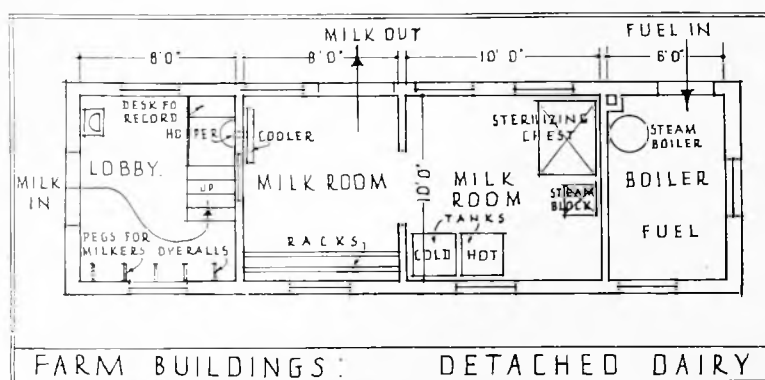 MILK OUT
FUEL IN
8'0" 8'0" 10'0" 6'0"
DESK FO
RECORD
HOPPER
COOLER
STERILIZING
CHEST
STEAM
BOILER
LOBBY.
MILK
IN
UP
MILK ROOM
10'0"
MILK
ROOM
STEAM
BLOCK
BOILER
FUEL
PEGS FOR
MILKERS OVERALLS
RACKS
TANKS
COLD HOT
FARM BUILDINGS: DETACHED DAIRY